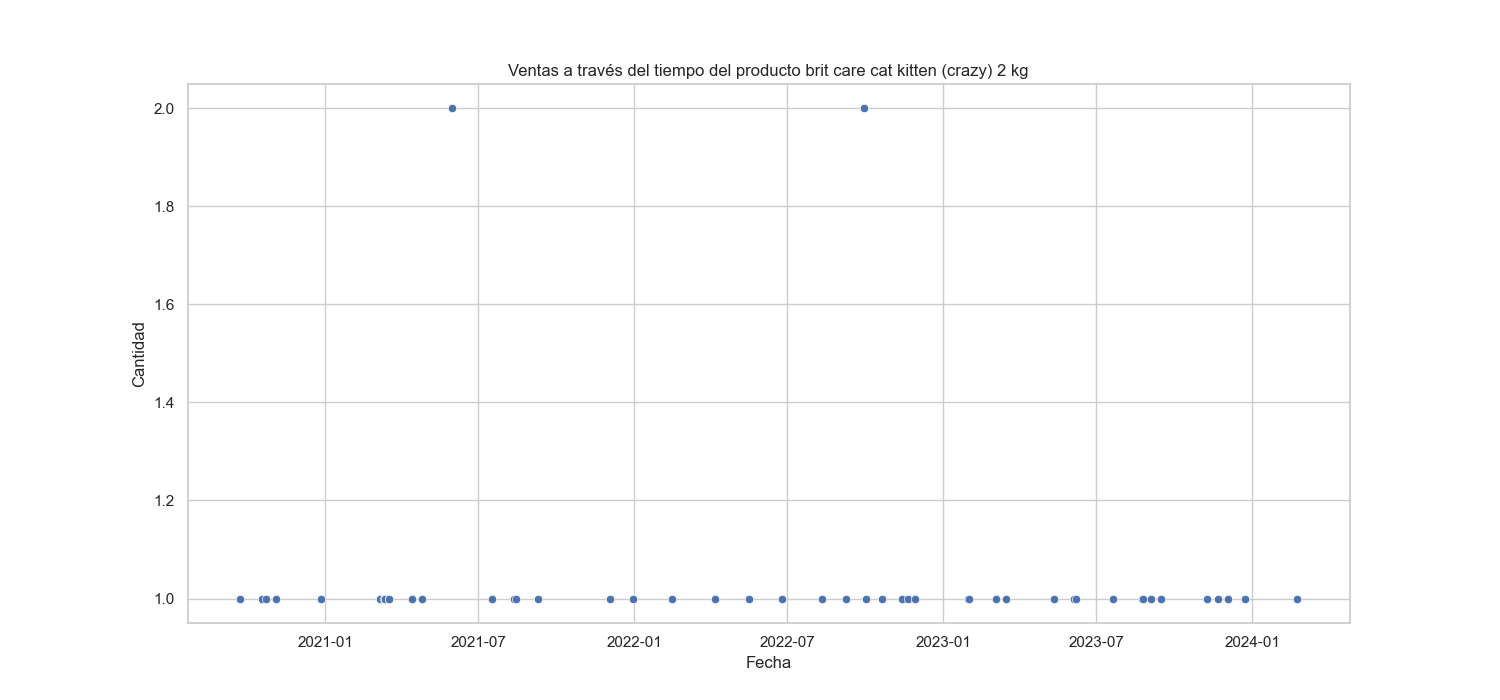 Ventas a través del tiempo del producto brit care cat kitten (crazy) 2 kg
2.0
1.8
1.6
1.4
1.2
1.0
Cantidad
2021-01 2021-07 2022-01 2022-07 2023-01 2023-07 2024-01
Fecha